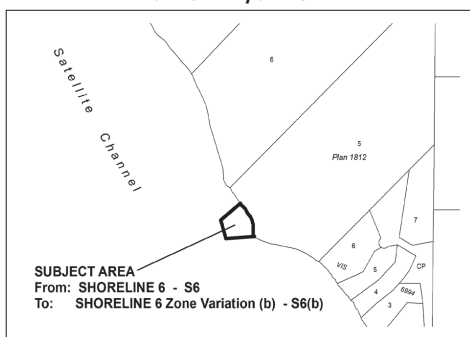 Satellite Channel
6
5
Plan 1812
7
6
VIS
5
CP
4
6994
3
SUBJECT AREA
From: SHORELINE 6 - S6
To: SHORELINE 6 Zone Variation (b) - S6(b)